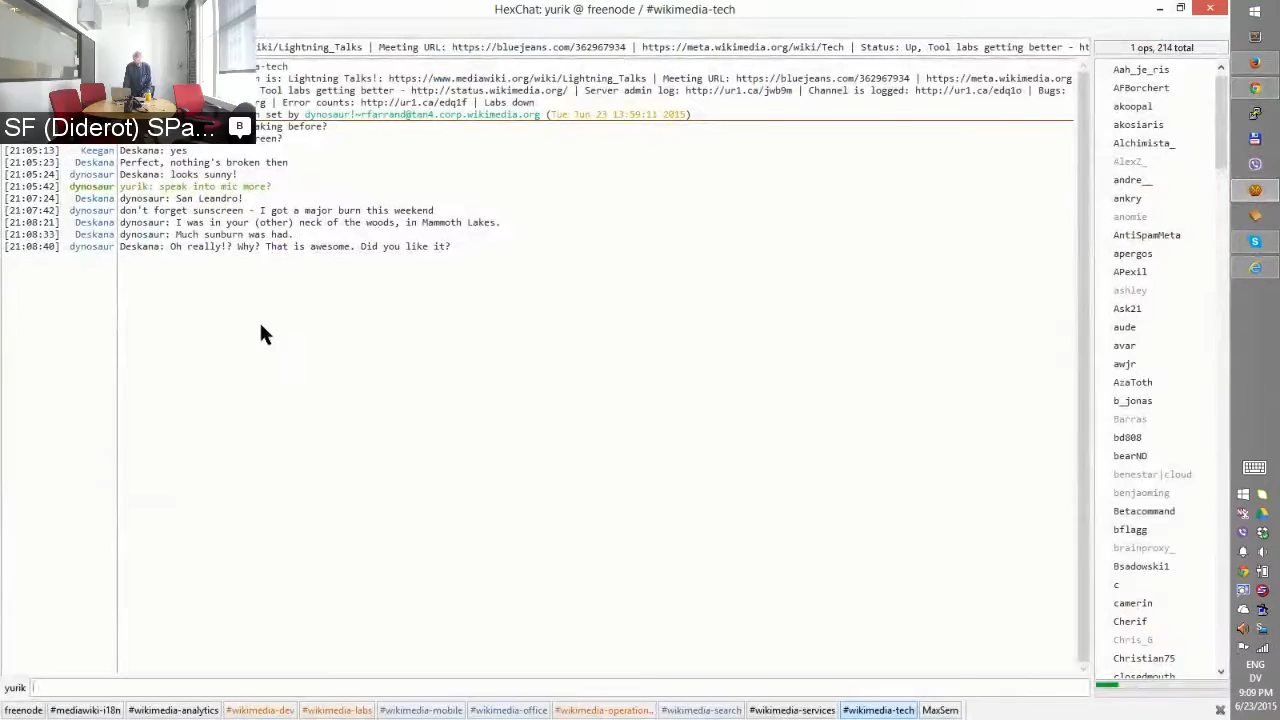 HexChat: yurik @ freenode / #wikimedia-tech
iki/Lightning_Talks | Meeting URL: https://bluejeans.com/362967934 | https://meta.wikimedia.org/wiki/Tech | Status: Up, Tool labs getting better - ht
1 ops, 214 total
-tech
n is: Lightning Talks!: https://www.mediawiki.org/wiki/Lightning_Talks | Meeting URL: https://bluejeans.com/362967934 | https://meta.wikimedia.org
Tool labs getting better - http://status.wikimedia.org/ | Server admin log: http://ur1.ca/jwb9m | Channel is logged: http://ur1.ca/edq1o | Bugs:
rg | Error counts: http://ur1.ca/edq1f | Labs down
n set by dynosaur!~rfarrand@tan4.corp.wikimedia.org (Tue Jun 23 13:59:11 2015)
aking before?
reen?
SF (Diderot) SPa... B
[21:05:13] Keegan Deskana: yes
[21:05:23] Deskana Perfect, nothing's broken then
[21:05:24] dynosaur Deskana: looks sunny!
[21:05:42] dynosaur yurik: speak into mic more?
[21:07:24] Deskana dynosaur: San Leandro!
[21:07:42] dynosaur don't forget sunscreen - I got a major burn this weekend
[21:08:21] Deskana dynosaur: I was in your (other) neck of the woods, in Mammoth Lakes.
[21:08:33] Deskana dynosaur: Much sunburn was had.
[21:08:40] dynosaur Deskana: Oh really!? Why? That is awesome. Did you like it?
Aah_je_ris
AFBorchert
akoopal
akosiaris
Alchimista_
AlexZ_
andre__
ankry
anomie
AntiSpamMeta
apergos
APexil
ashley
Ask21
aude
avar
awjr
AzaToth
b_jonas
Barras
bd808
bearND
benestar|cloud
benjaoming
Betacommand
bflagg
brainproxy_
Bsadowski1
c
camerin
Cherif
Chris_G
Christian75
closedmouth
yurik
freenode #mediawiki-i18n #wikimedia-analytics #wikimedia-dev #wikimedia-labs #wikimedia-mobile #wikimedia-office #wikimedia-operation... #wikimedia-search #wikimedia-services #wikimedia-tech MaxSem
ENG
DV
9:09 PM
6/23/2015